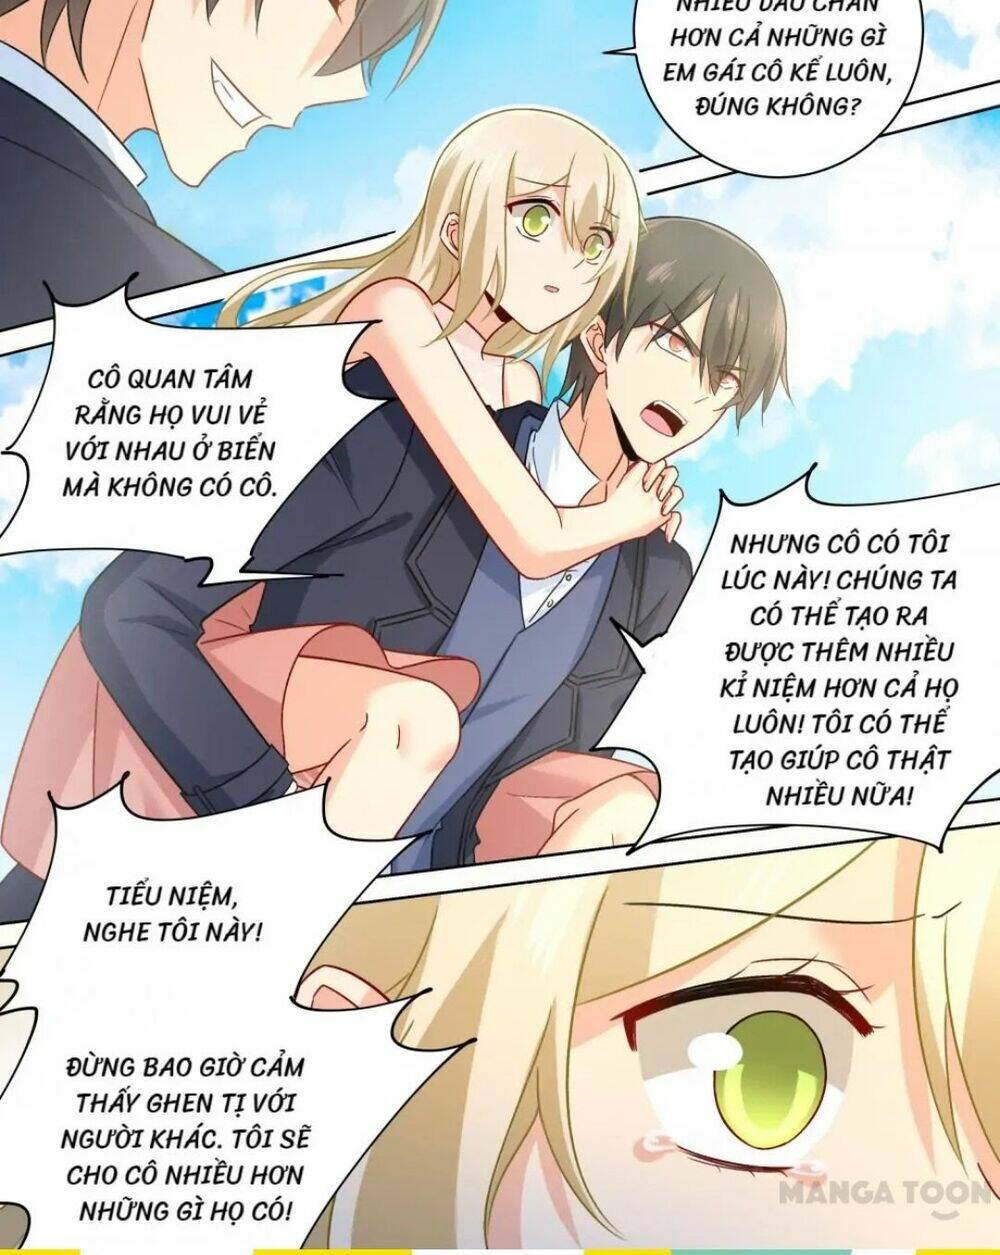 NHIỀU DẤU CHÂN
HƠN CẢ NHỮNG GÌ
EM GÁI CÔ KỂ LUÔN,
ĐÚNG KHÔNG?
CÔ QUAN TÂM
RẰNG HỌ VUI VẺ
VỚI NHAU Ở BIỂN
MÀ KHÔNG CÓ CÔ.
NHƯNG CÔ CÓ TÔI
LÚC NÀY! CHÚNG TA
CÓ THỂ TẠO RA
ĐƯỢC THÊM NHIỀU
KỈ NIỆM HƠN CẢ HỌ
LUÔN! TÔI CÓ THỂ
TẠO GIÚP CÔ THẬT
NHIỀU NỮA!
TIỂU NIỆM,
NGHE TÔI NÀY!
ĐỪNG BAO GIỜ CẢM
THẤY GHEN TỊ VỚI
NGƯỜI KHÁC. TÔI SẼ
CHO CÔ NHIỀU HƠN
NHỮNG GÌ HỌ CÓ!
MANGA TOON